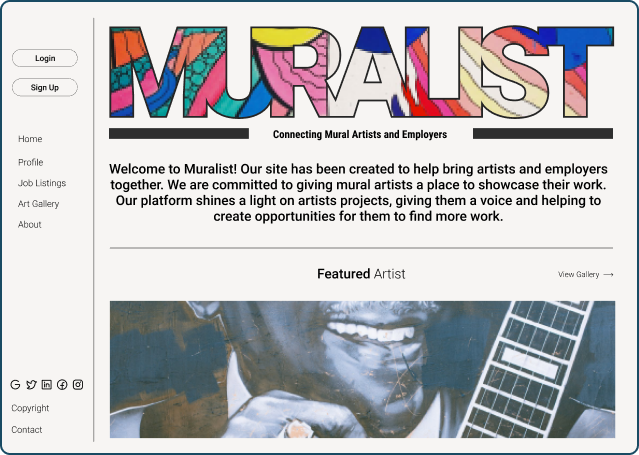 Login
Sign Up
Home
Profile
Job Listings
Art Gallery
About
Copyright
Contact
MURALIST
Connecting Mural Artists and Employers
Welcome to Muralist! Our site has been created to help bring artists and employers
together. We are committed to giving mural artists a place to showcase their work.
Our platform shines a light on artists projects, giving them a voice and helping to
create opportunities for them to find more work.
Featured Artist
View Gallery →